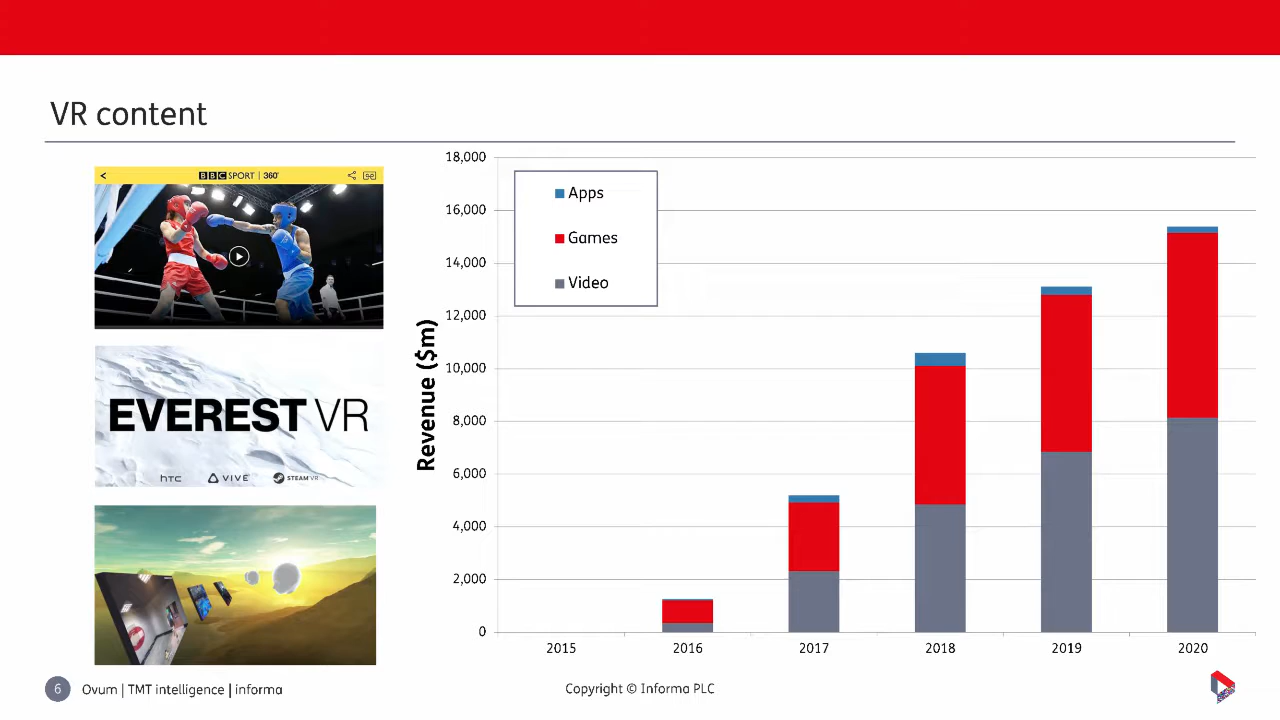 VR content
<
BBC SPORT | 360°
EVEREST VR
hTC
VIVE
STEAM VR
18,000
16,000
14,000
12,000
10,000
8,000
6,000
4,000
2,000
0
Revenue ($m)
Apps
Games
Video
2015
2016
2017
2018
2019
2020
6
Ovum | TMT intelligence | informa
Copyright © Informa PLC